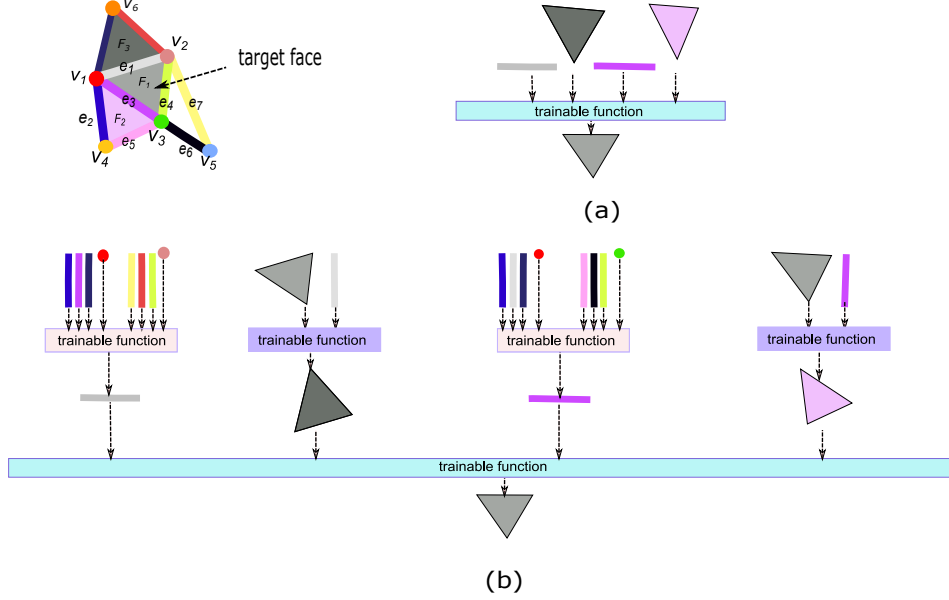 V6
V2
F3
target face
V1
e1
F1
e3
e4
e7
e2
F2
V3
e5
e6
V4
V5
trainable function
(a)
trainable function
trainable function
trainable function
trainable function
trainable function
(b)